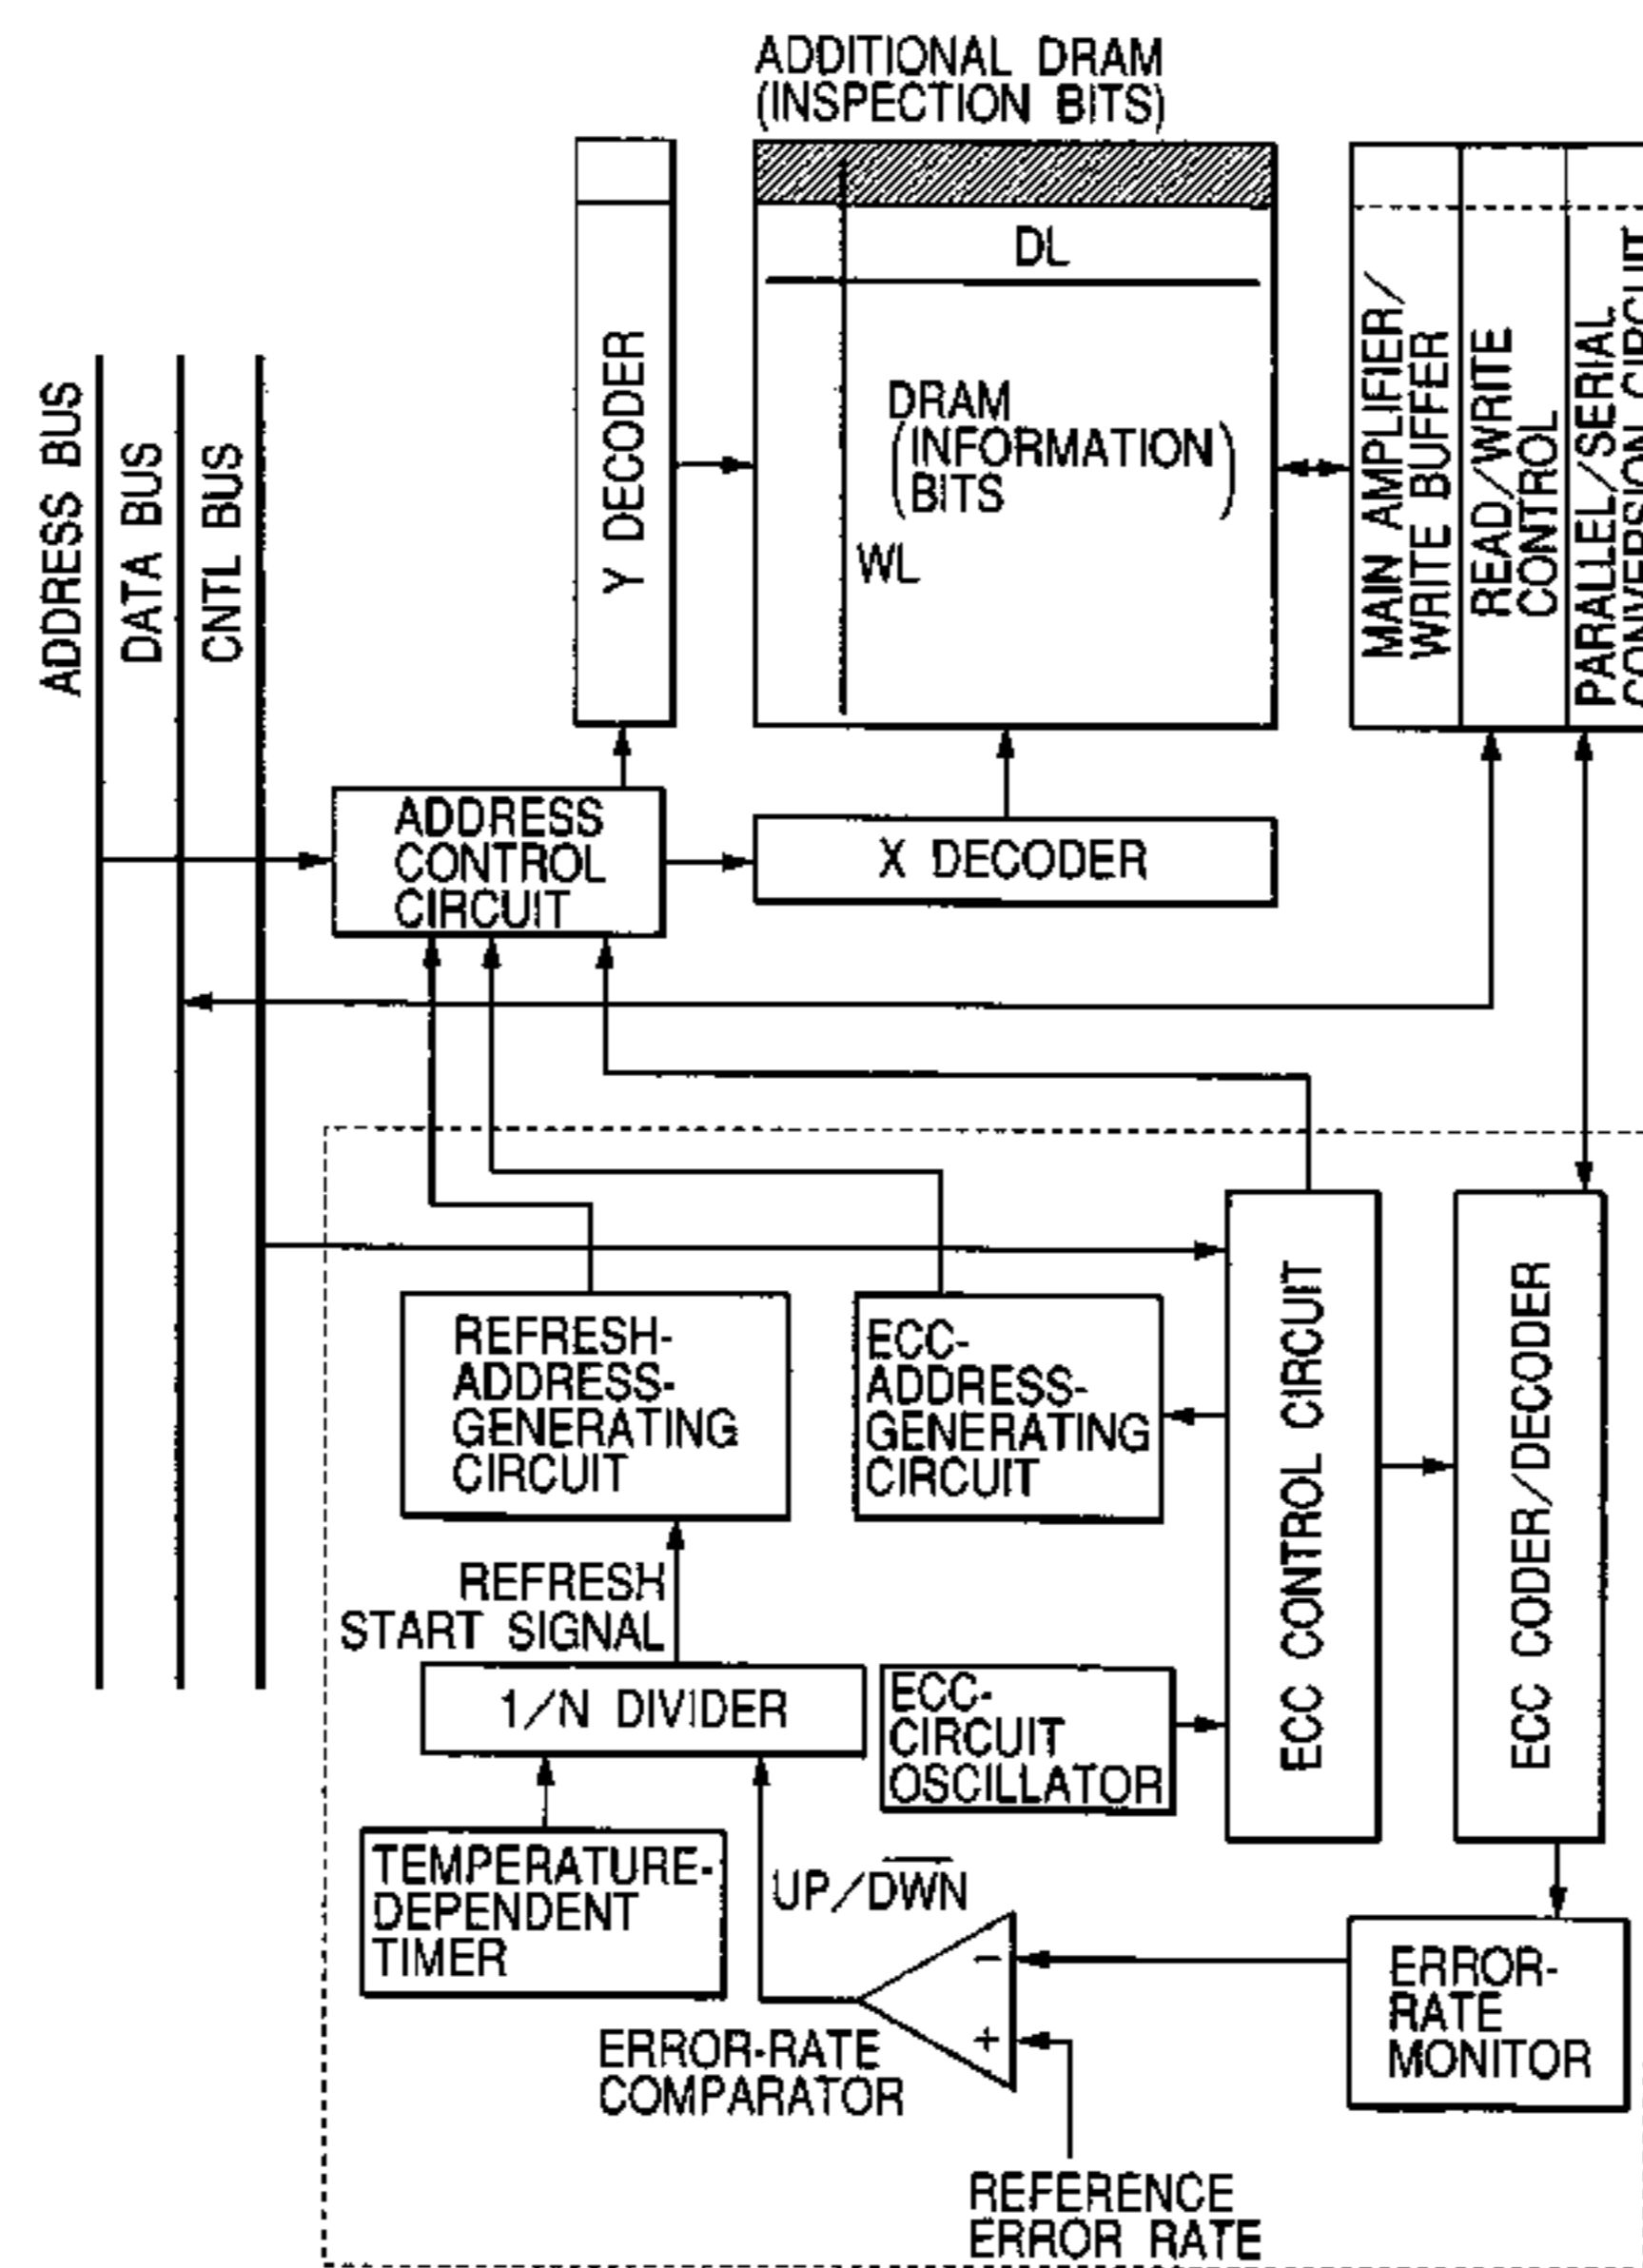 ADDITIONAL DRAM
(INSPECTION BITS)
DL
DRAM
(INFORMATION
BITS)
WL
Y DECODER
MAIN AMPLIFIER/
WRITE BUFFER
READ/WRITE
CONTROL
PARALLEL/SERIAL
CONVERSION CIRCUIT
ADDRESS BUS
DATA BUS
CNTL BUS
ADDRESS
CONTROL
CIRCUIT
X DECODER
REFRESH-
ADDRESS-
GENERATING
CIRCUIT
ECC-
ADDRESS-
GENERATING
CIRCUIT
ECC CONTROL CIRCUIT
ECC CODER/DECODER
REFRESH
START SIGNAL
1/N DIVIDER
ECC-
CIRCUIT
OSCILLATOR
TEMPERATURE-
DEPENDENT
TIMER
UP/D̅W̅N̅
−
+
ERROR-RATE
COMPARATOR
ERROR-
RATE
MONITOR
REFERENCE
ERROR RATE